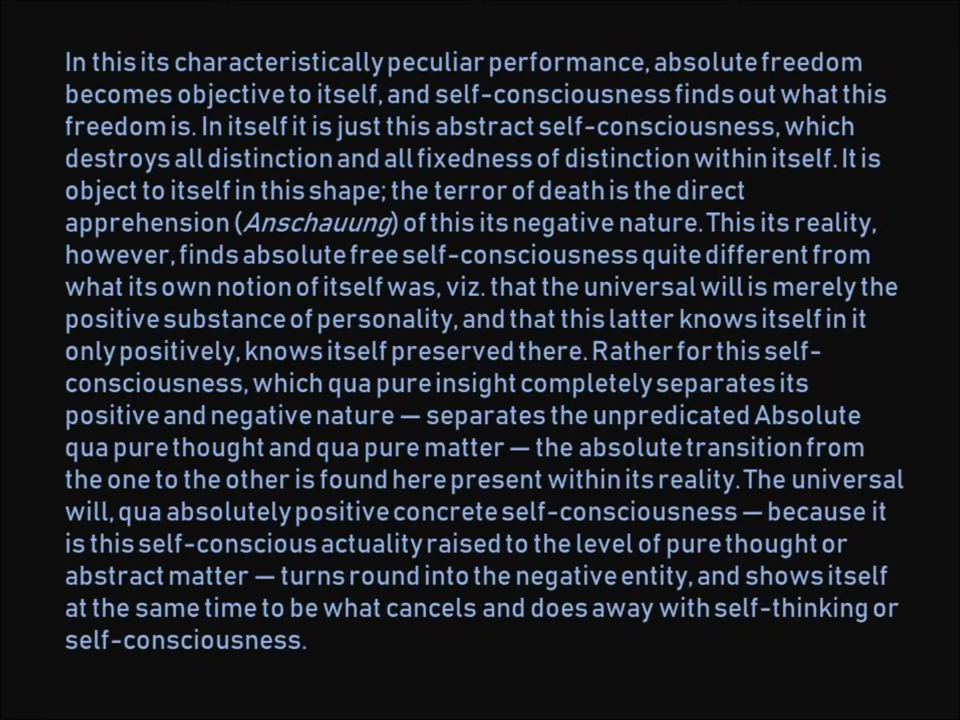 In this its characteristically peculiar performance, absolute freedom
becomes objective to itself, and self-consciousness finds out what this
freedom is. In itself it is just this abstract self-consciousness, which
destroys all distinction and all fixedness of distinction within itself. It is
object to itself in this shape; the terror of death is the direct
apprehension (Anschauung) of this its negative nature. This its reality,
however, finds absolute free self-consciousness quite different from
what its own notion of itself was, viz. that the universal will is merely the
positive substance of personality, and that this latter knows itself in it
only positively, knows itself preserved there. Rather for this self-
consciousness, which qua pure insight completely separates its
positive and negative nature — separates the unpredicated Absolute
qua pure thought and qua pure matter — the absolute transition from
the one to the other is found here present within its reality. The universal
will, qua absolutely positive concrete self-consciousness — because it
is this self-conscious actuality raised to the level of pure thought or
abstract matter — turns round into the negative entity, and shows itself
at the same time to be what cancels and does away with self-thinking or
self-consciousness.